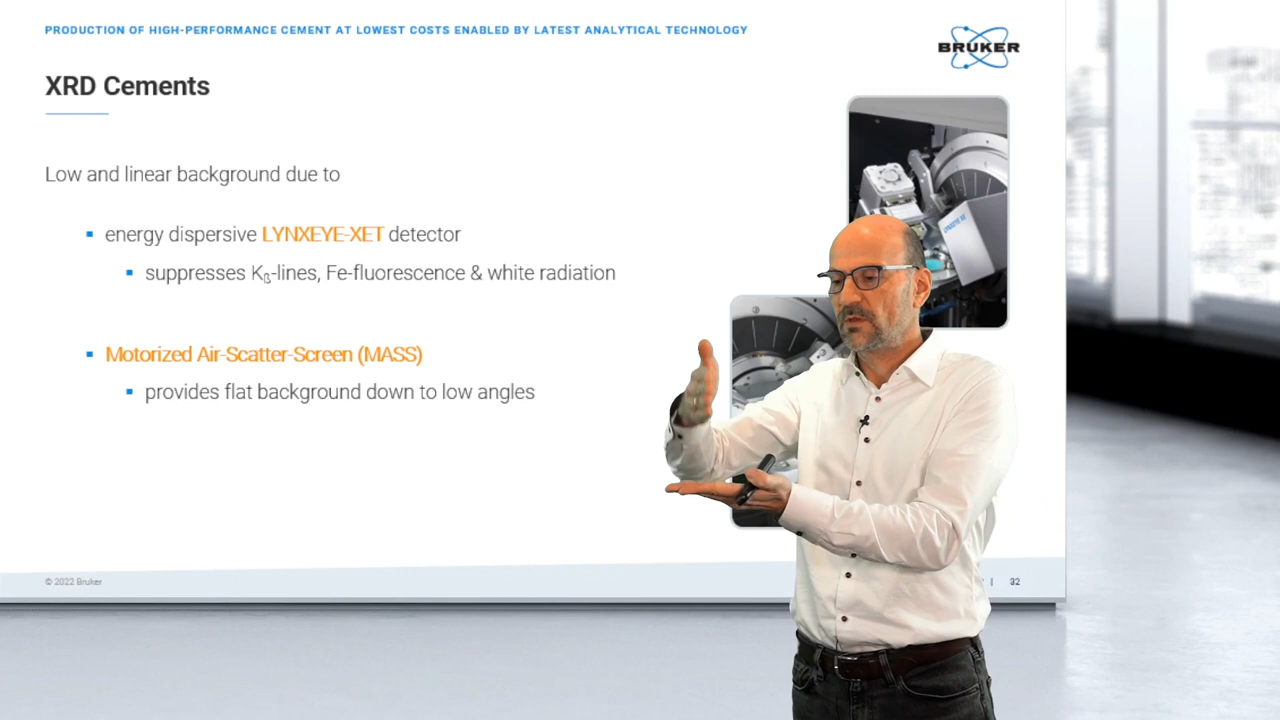 PRODUCTION OF HIGH-PERFORMANCE CEMENT AT LOWEST COSTS ENABLED BY LATEST ANALYTICAL TECHNOLOGY
BRUKER
XRD Cements
Low and linear background due to
energy dispersive LYNXEYE-XET detector
suppresses Kß-lines, Fe-fluorescence & white radiation
Motorized Air-Scatter-Screen (MASS)
provides flat background down to low angles
© 2022 Bruker
| 32